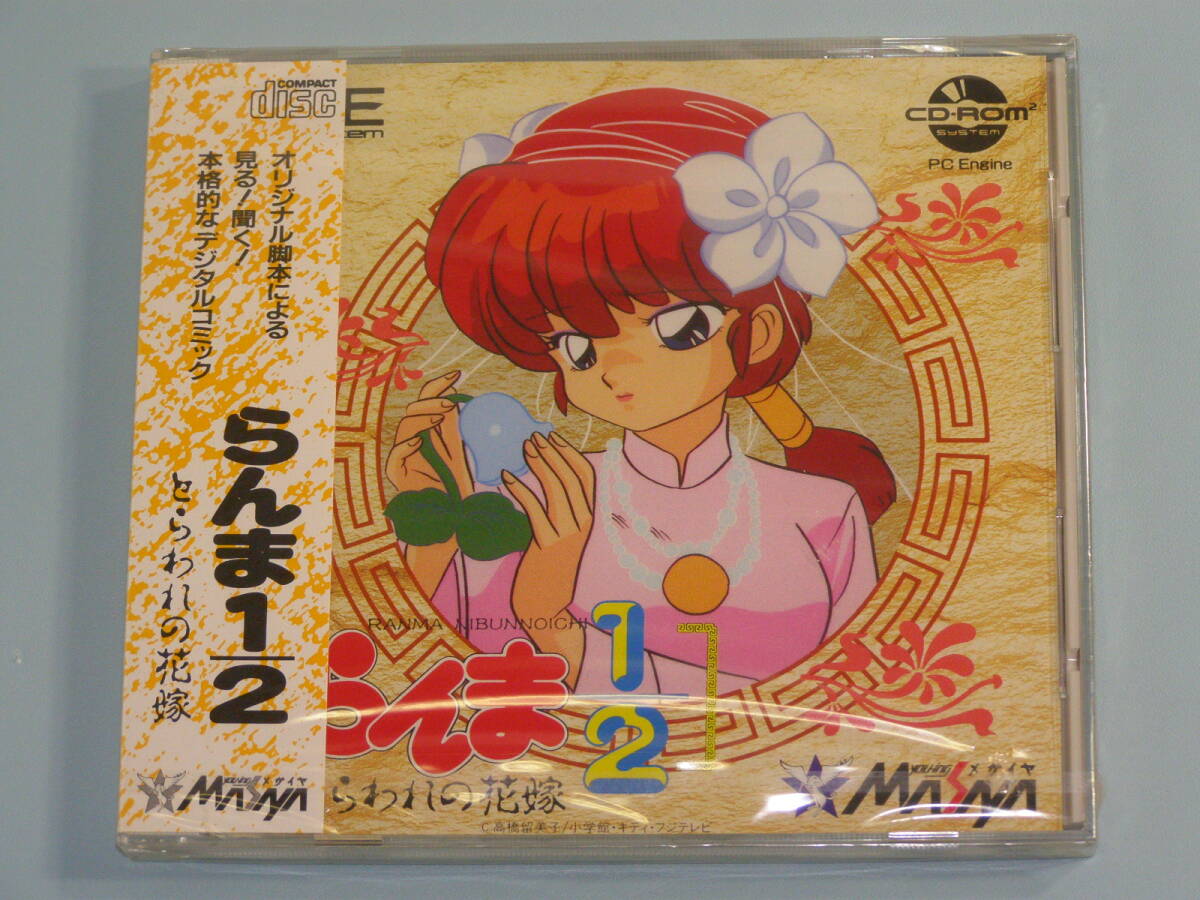 COMPACT
disc
オリジナル脚本による
見る！聞く！
本格的なデジタルコミック
らんま1/2
とらわれの花嫁
メサイヤ
MASAYA
E
tem
CD-ROM²
SYSTEM
PC Engine
RANMA NIBUNNOICHI
らんま1/2
らわれの花嫁
メサイヤ
MASAYA
C高橋留美子/小学館・キティ・フジテレビ